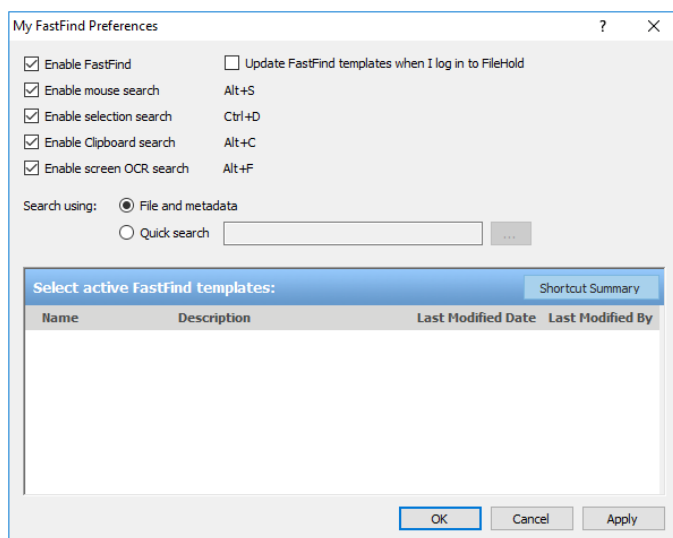 My FastFind Preferences ?
Enable FastFind Update FastFind templates when I log in to FileHold
Enable mouse search Alt+S
Enable selection search Ctrl+D
Enable Clipboard search Alt+C
Enable screen OCR search Alt+F
Search using: File and metadata
Quick search ...
Select active FastFind templates: Shortcut Summary
Name Description Last Modified Date Last Modified By
OK Cancel Apply